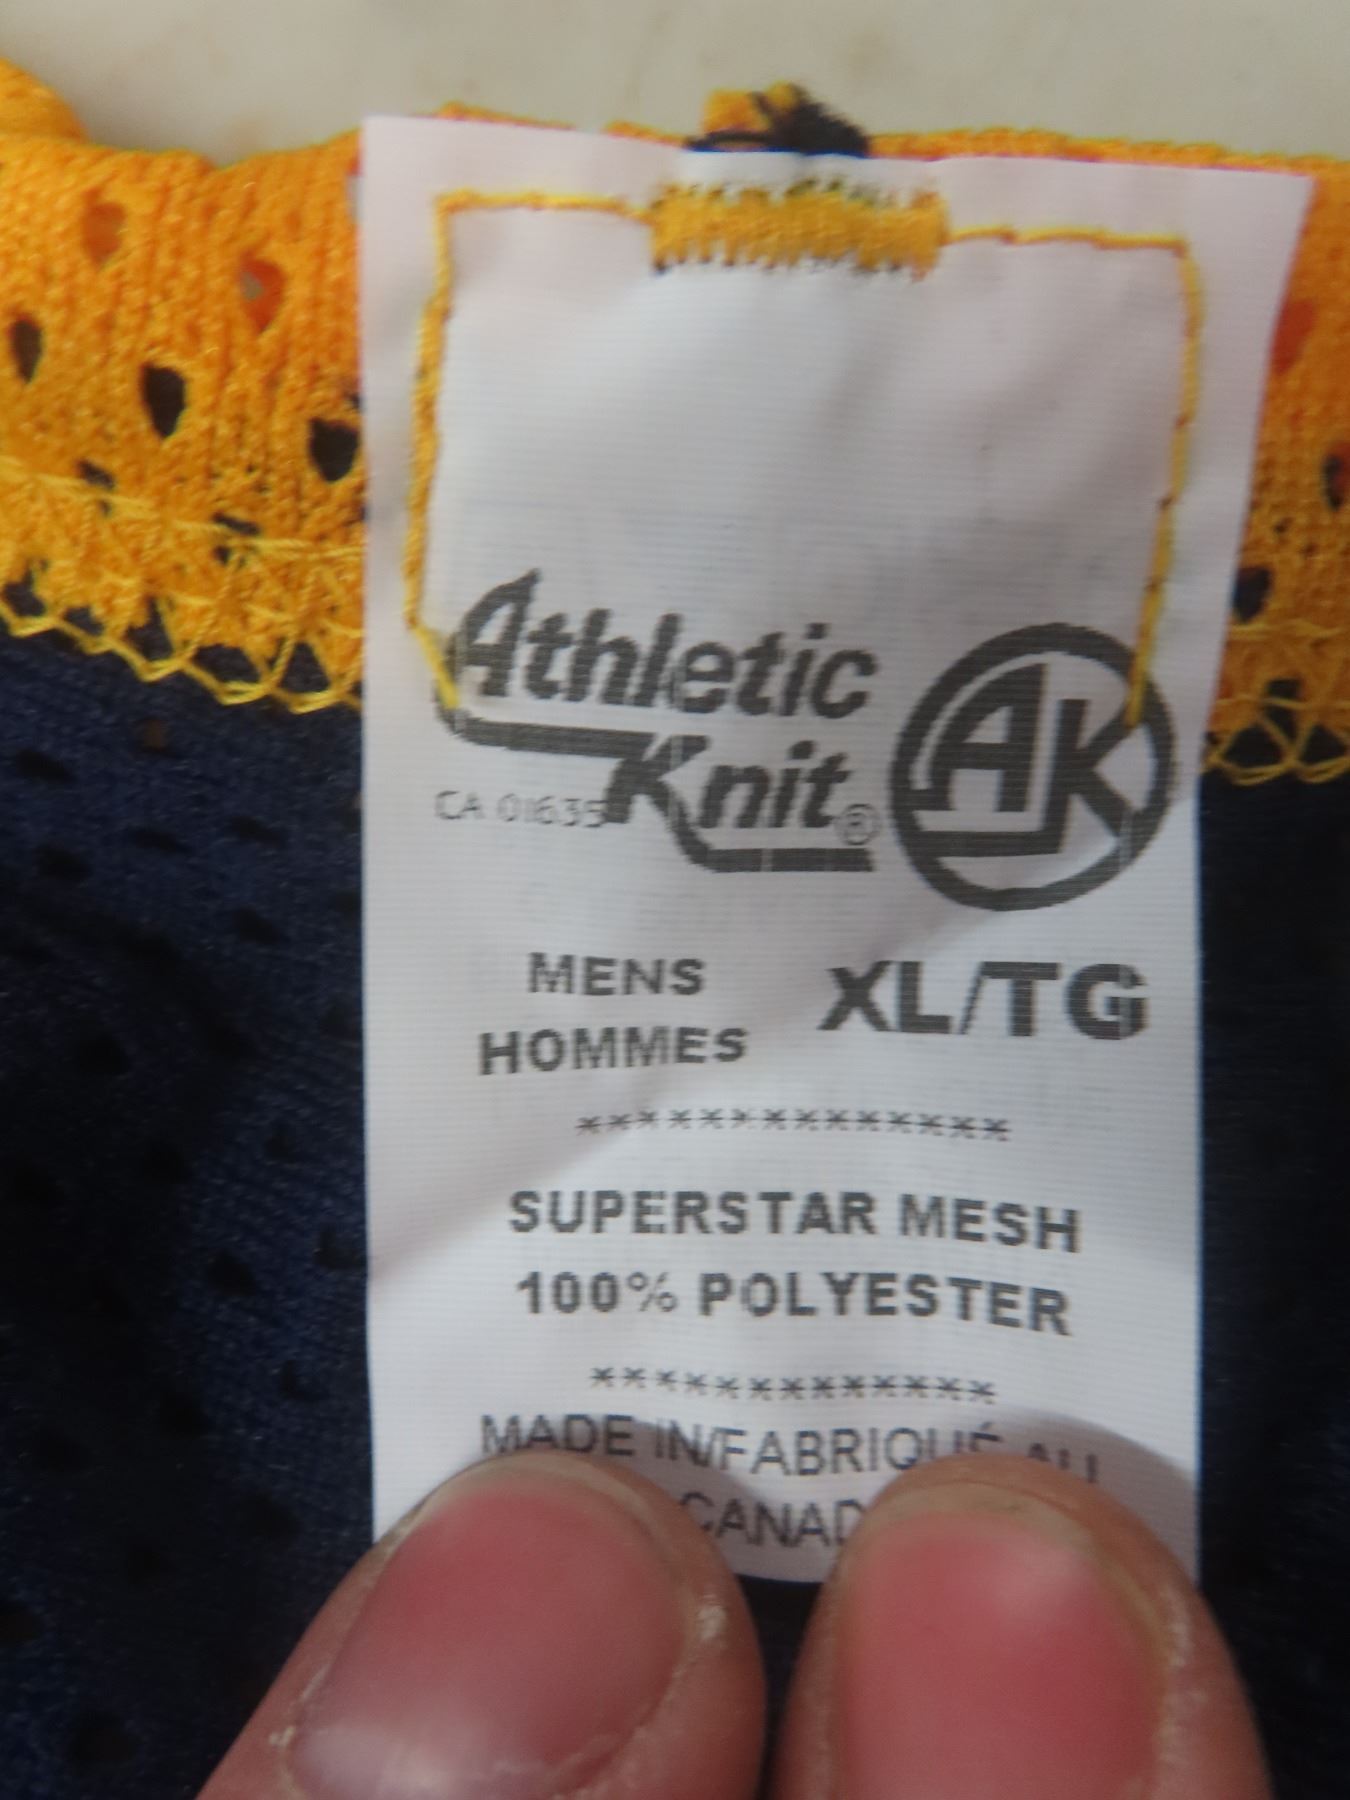 Athletic
Knit®
AK
CA 01635
MENS
HOMMES
XL/TG
**************
SUPERSTAR MESH
100% POLYESTER
*************
MADE IN/FABRIQUÉ AU
CANAD